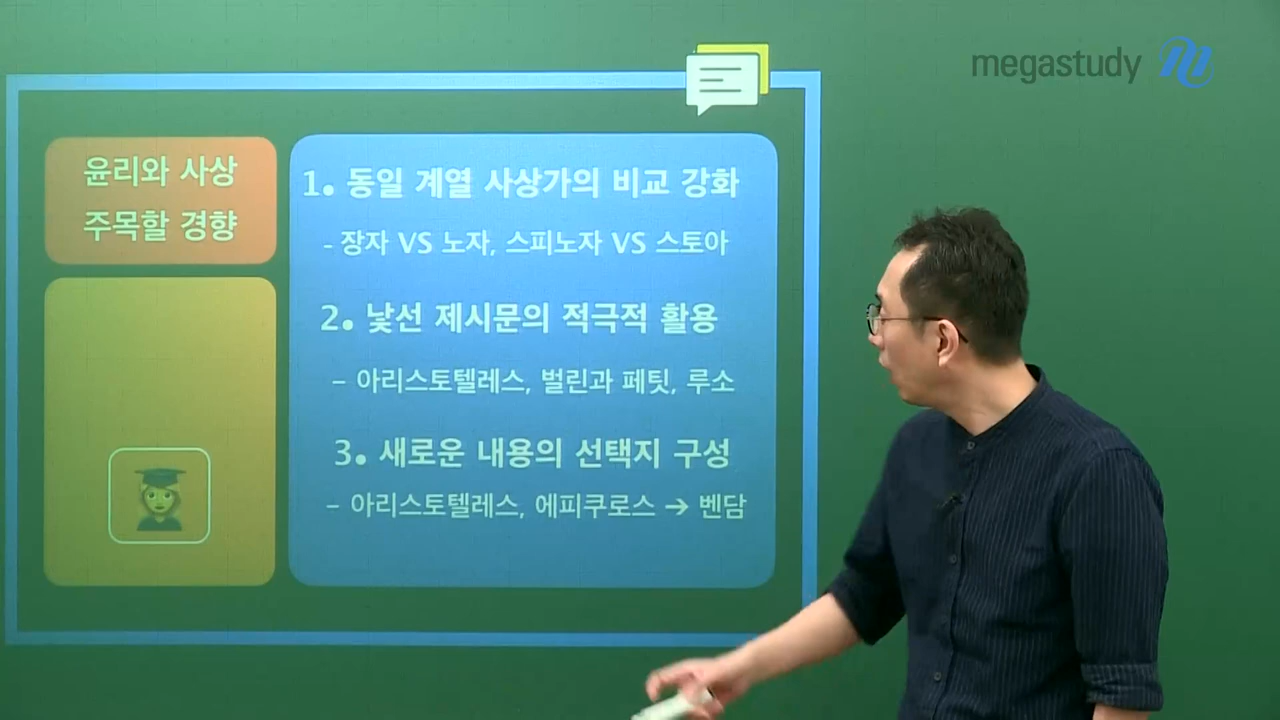 megastudy
윤리와 사상
주목할 경향
1. 동일 계열 사상가의 비교 강화
- 장자 VS 노자, 스피노자 VS 스토아
2. 낯선 제시문의 적극적 활용
– 아리스토텔레스, 벌린과 페팃, 루소
3. 새로운 내용의 선택지 구성
– 아리스토텔레스, 에피쿠로스 → 벤담